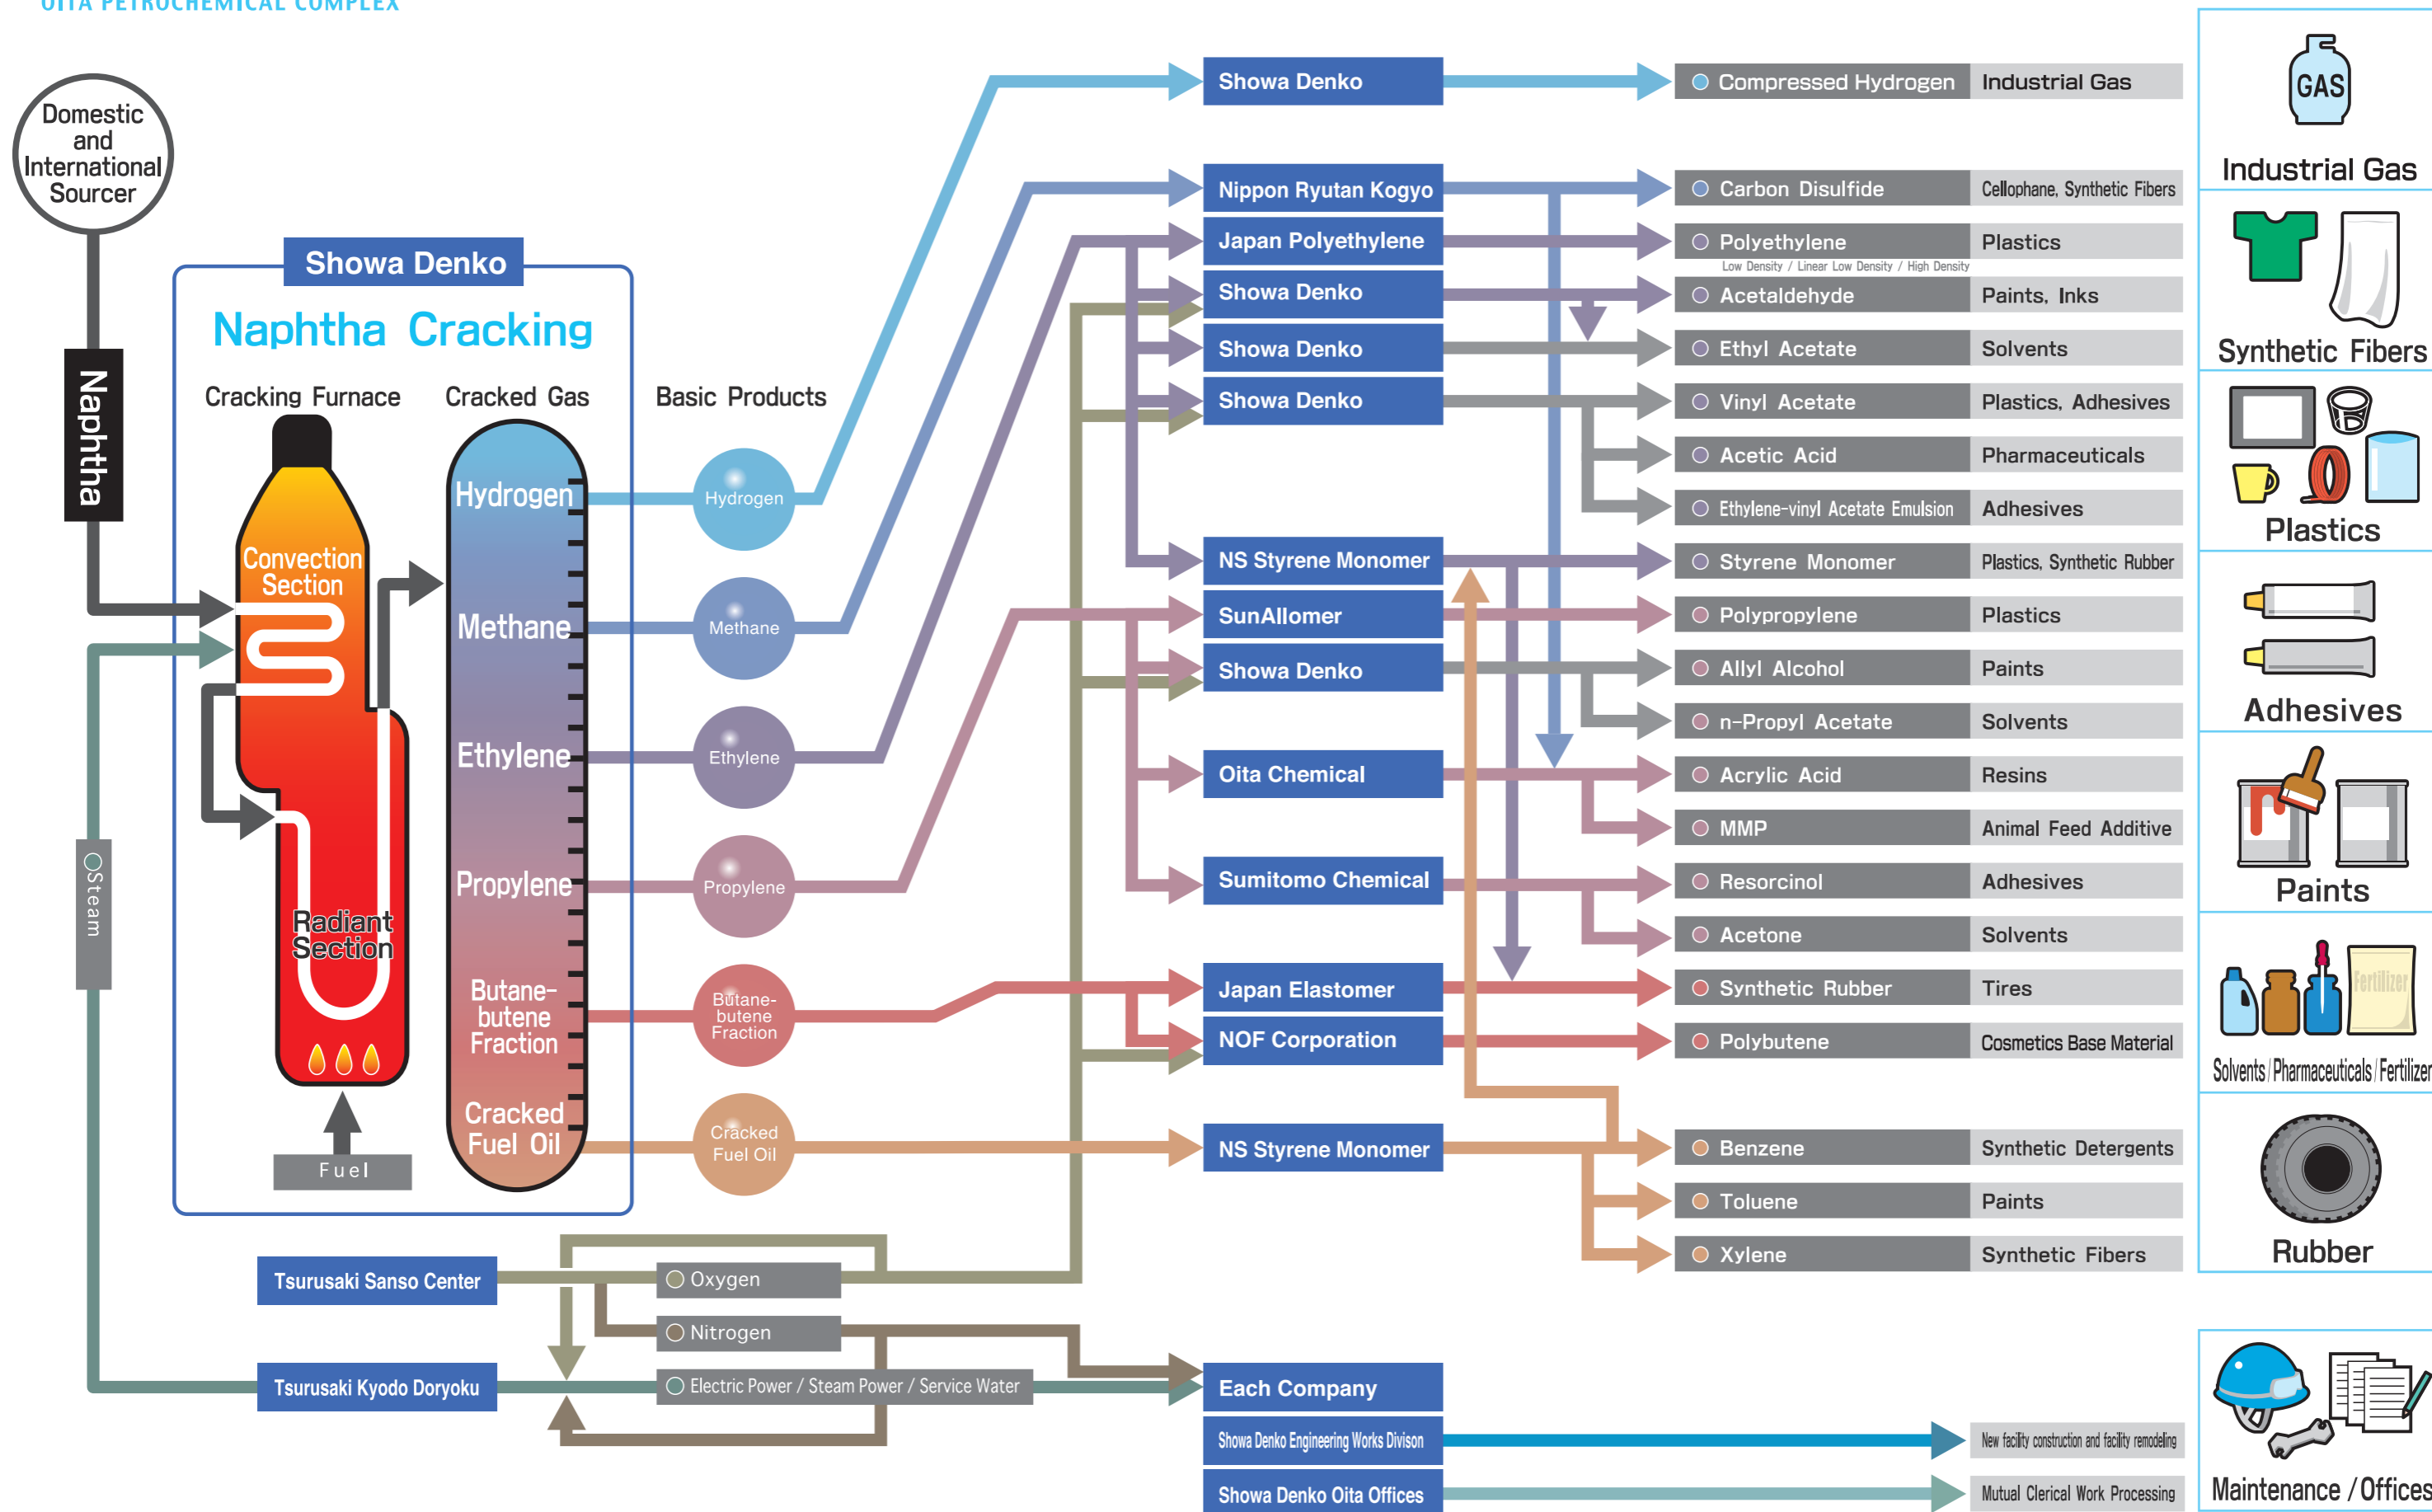 OITA PETROCHEMICAL COMPLEX
Domestic
and
International
Sourcer
Naphtha
Steam
Showa Denko
Naphtha Cracking
Cracking Furnace
Convection
Section
Radiant
Section
Fuel
Cracked Gas
Hydrogen
Methane
Ethylene
Propylene
Butane-
butene
Fraction
Cracked
Fuel Oil
Basic Products
Hydrogen
Methane
Ethylene
Propylene
Butane-
butene
Fraction
Cracked
Fuel Oil
Tsurusaki Sanso Center
Oxygen
Nitrogen
Tsurusaki Kyodo Doryoku
Electric Power / Steam Power / Service Water
Showa Denko
Compressed Hydrogen Industrial Gas
Nippon Ryutan Kogyo
Carbon Disulfide Cellophane, Synthetic Fibers
Japan Polyethylene
Polyethylene Plastics
Low Density / Linear Low Density / High Density
Showa Denko
Acetaldehyde Paints, Inks
Showa Denko
Ethyl Acetate Solvents
Showa Denko
Vinyl Acetate Plastics, Adhesives
Acetic Acid Pharmaceuticals
Ethylene-vinyl Acetate Emulsion Adhesives
NS Styrene Monomer
Styrene Monomer Plastics, Synthetic Rubber
SunAllomer
Polypropylene Plastics
Showa Denko
Allyl Alcohol Paints
n-Propyl Acetate Solvents
Oita Chemical
Acrylic Acid Resins
MMP Animal Feed Additive
Sumitomo Chemical
Resorcinol Adhesives
Acetone Solvents
Japan Elastomer
Synthetic Rubber Tires
NOF Corporation
Polybutene Cosmetics Base Material
NS Styrene Monomer
Benzene Synthetic Detergents
Toluene Paints
Xylene Synthetic Fibers
Each Company
Showa Denko Engineering Works Divison
New facility construction and facility remodeling
Showa Denko Oita Offices
Mutual Clerical Work Processing
GAS
Industrial Gas
Synthetic Fibers
Plastics
Adhesives
Paints
Fertilizer
Solvents / Pharmaceuticals / Fertilizer
Rubber
Maintenance / Offices